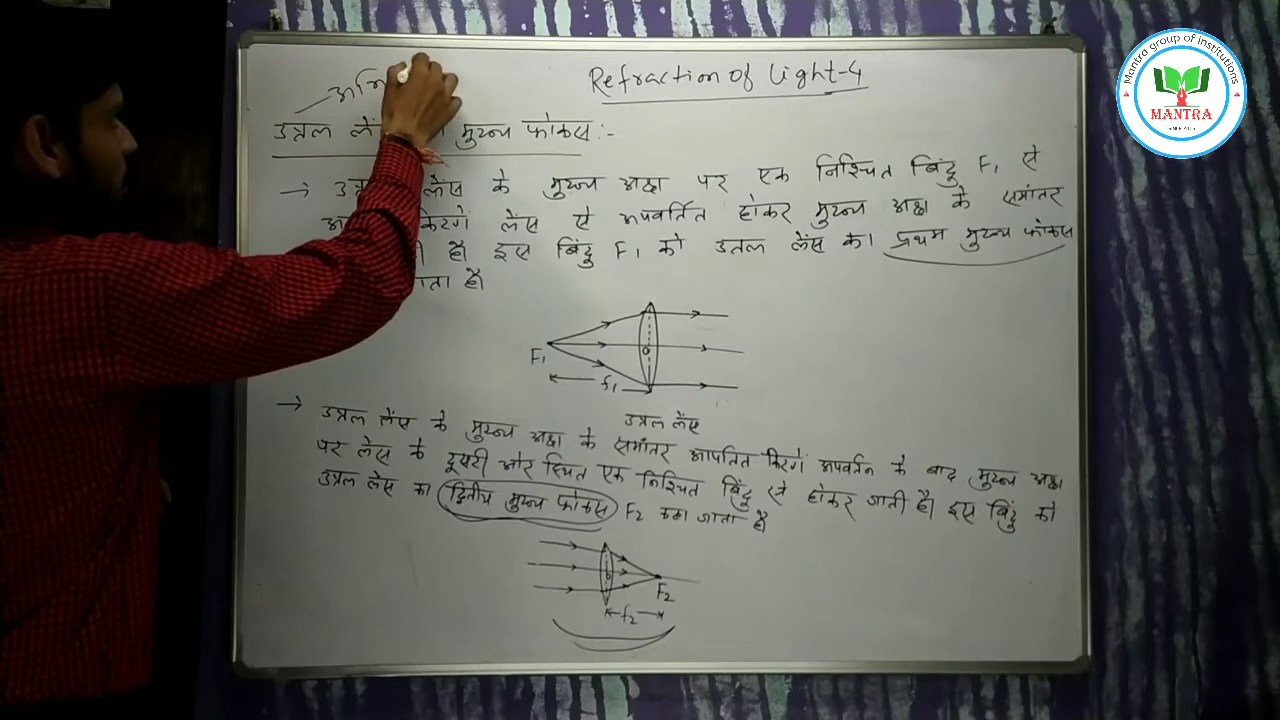 Refraction of light-4
अभि
उत्तल लें मुख्य फोकस:-
→ लेंस के मुख्य अक्ष पर एक निश्चित बिंदु F₁ से
किरणे लेंस से अपवर्तित होकर मुख्य अक्ष के समांतर
है। इस बिंदु F₁ को उत्तल लेंस का प्रथम मुख्य फोकस
है।
F₁
O
f₁
उत्तल लेंस
→ उत्तल लेंस के मुख्य अक्ष के समांतर आपतित किरणें अपवर्तन के बाद मुख्य अक्ष
पर लेंस के दूसरी ओर स्थित एक निश्चित बिंदु से होकर जाती है। इस बिंदु को
उत्तल लेंस का द्वितीय मुख्य फोकस F₂ कहा जाता है
O
F₂
f₂
Mantra group of Institutions
MANTRA